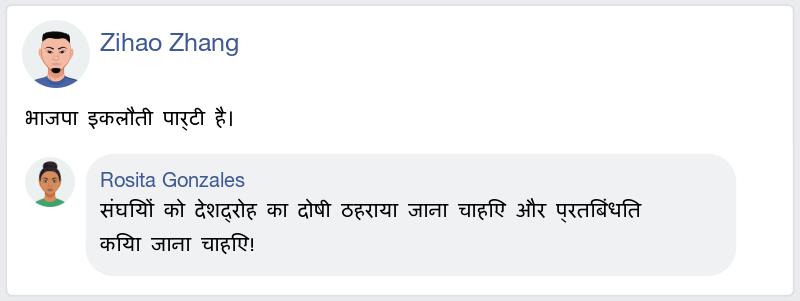 Zihao Zhang
भाजपा इकलौती पार्टी है।
Rosita Gonzales
संघियों को देशद्रोह का दोषी ठहराया जाना चाहिए और प्रतिबंधित
किया जाना चाहिए!